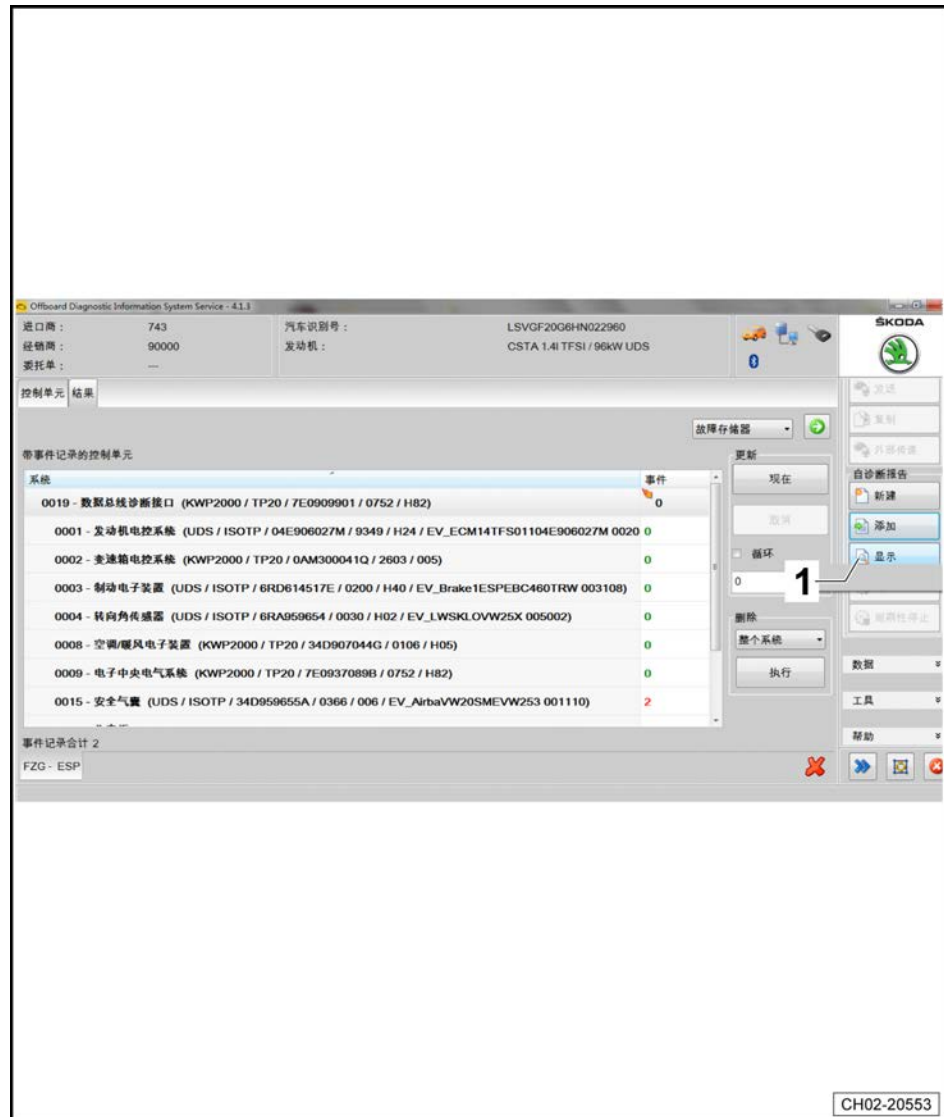 Offboard Diagnostic Information System Service - 4.1.3
进口商： 743 汽车识别号： LSVGF20G6HN022960
经销商： 90000 发动机： CSTA 1.4l TFSI / 96kW UDS
委托单： ---
ŠKODA
控制单元 结果
发送
复制
故障存储器
带事件记录的控制单元
更新
系统 事件
现在
自诊断报告
0019 - 数据总线诊断接口 (KWP2000 / TP20 / 7E0909901 / 0752 / H82) 0
新建
0001 - 发动机电控系统 (UDS / ISOTP / 04E906027M / 9349 / H24 / EV_ECM14TFS01104E906027M 0020 0
取消
添加
0002 - 变速箱电控系统 (KWP2000 / TP20 / 0AM300041Q / 2603 / 005) 0
循环
显示
1
0003 - 制动电子装置 (UDS / ISOTP / 6RD614517E / 0200 / H40 / EV_Brake1ESPEBC460TRW 003108) 0
0
0004 - 转向角传感器 (UDS / ISOTP / 6RA959654 / 0030 / H02 / EV_LWSKLOVW25X 005002) 0
删除
0008 - 空调/暖风电子装置 (KWP2000 / TP20 / 34D907044G / 0106 / H05) 0
整个系统
0009 - 电子中央电气系统 (KWP2000 / TP20 / 7E0937089B / 0752 / H82) 0
执行
数据
0015 - 安全气囊 (UDS / ISOTP / 34D959655A / 0366 / 006 / EV_AirbaVW20SMEVW253 001110) 2
工具
事件记录合计 2
帮助
FZG - ESP
CH02-20553